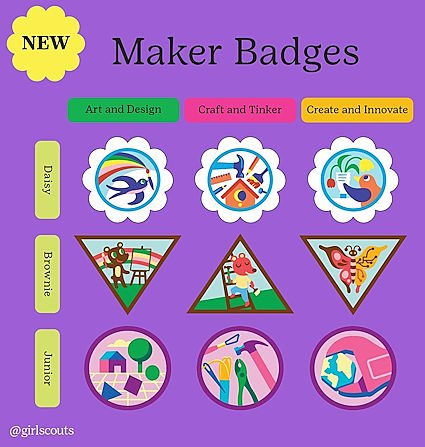 NEW
Maker Badges
Art and Design
Craft and Tinker
Create and Innovate
Daisy
Brownie
Junior
@girlscouts